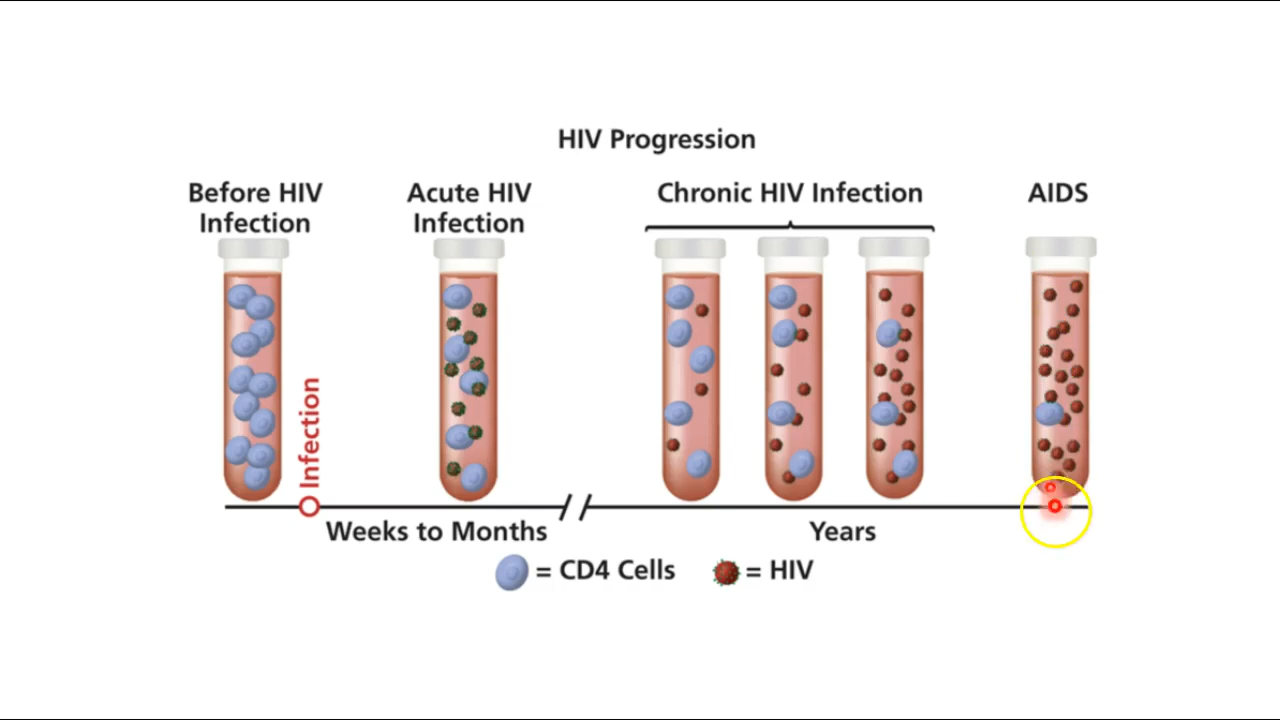 HIV Progression
Before HIV
Infection
Acute HIV
Infection
Chronic HIV Infection
AIDS
Infection
Weeks to Months
Years
= CD4 Cells
= HIV